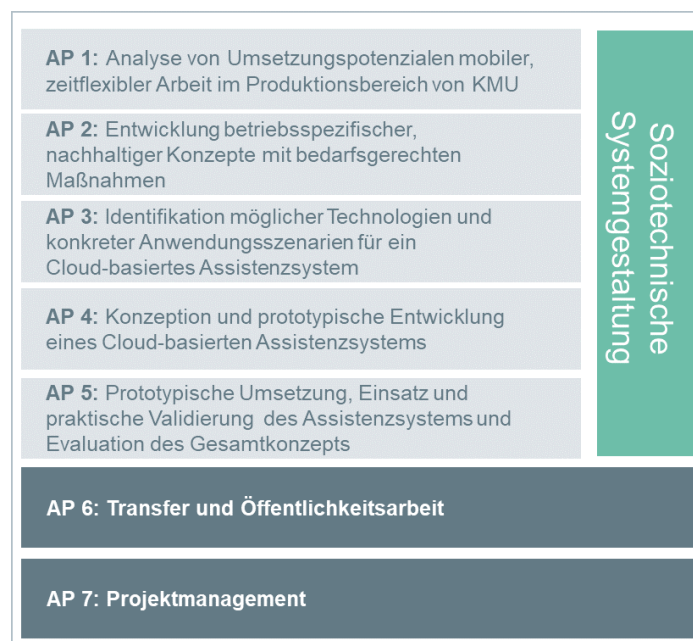 AP 1: Analyse von Umsetzungspotenzialen mobiler,
zeitflexibler Arbeit im Produktionsbereich von KMU
AP 2: Entwicklung betriebsspezifischer,
nachhaltiger Konzepte mit bedarfsgerechten
Maßnahmen
AP 3: Identifikation möglicher Technologien und
konkreter Anwendungsszenarien für ein
Cloud-basiertes Assistenzsystem
AP 4: Konzeption und prototypische Entwicklung
eines Cloud-basierten Assistenzsystems
AP 5: Prototypische Umsetzung, Einsatz und
praktische Validierung des Assistenzsystems und
Evaluation des Gesamtkonzepts
Soziotechnische
Systemgestaltung
AP 6: Transfer und Öffentlichkeitsarbeit
AP 7: Projektmanagement